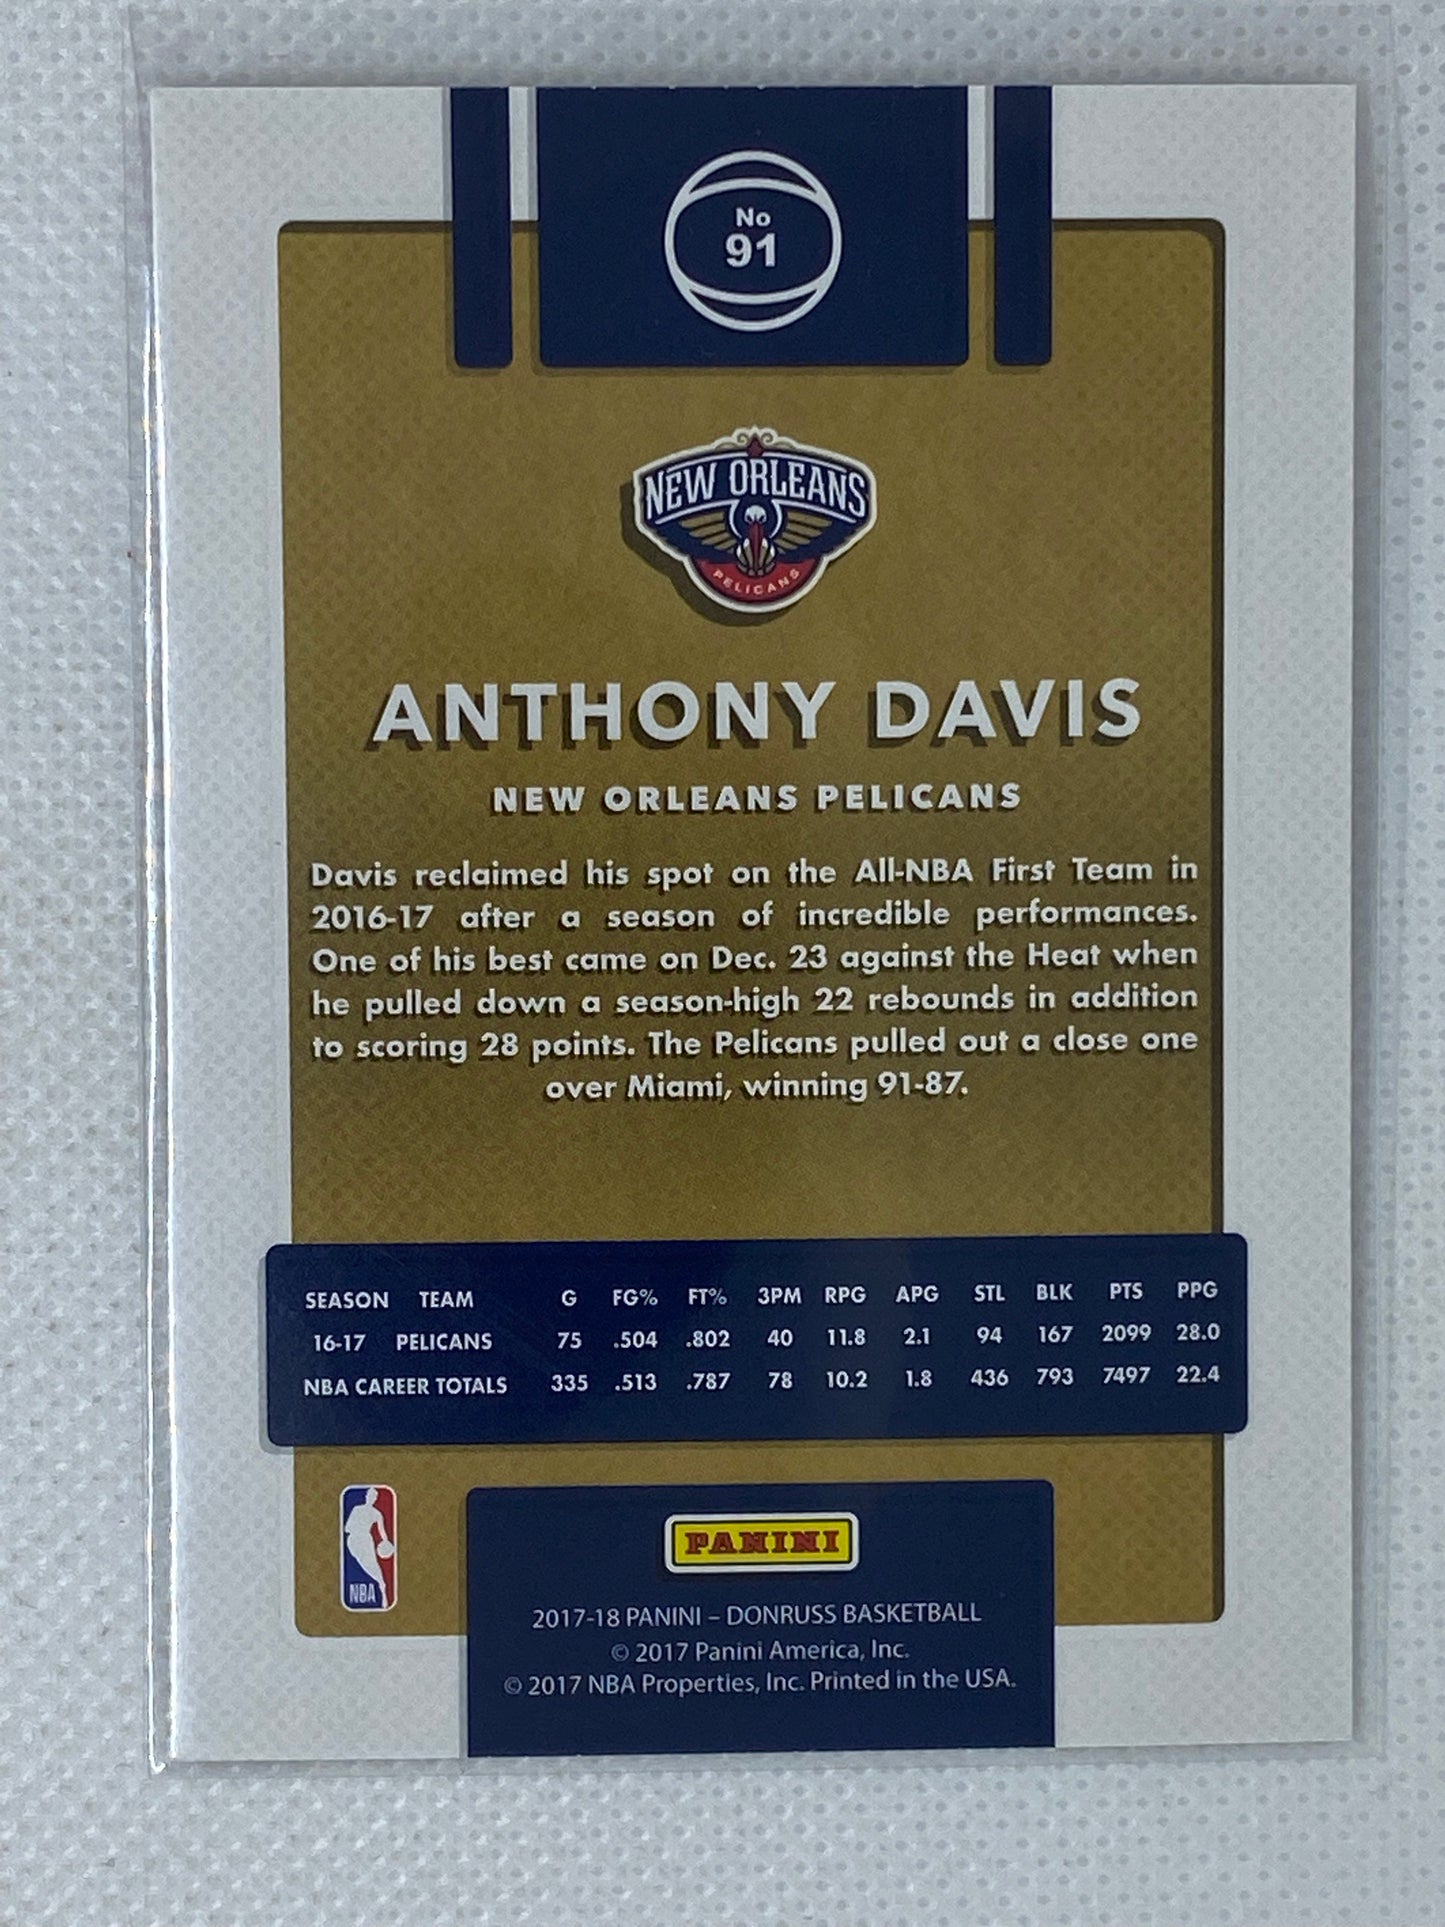 No
91
NEW ORLEANS
PELICANS
ANTHONY DAVIS
NEW ORLEANS PELICANS
Davis reclaimed his spot on the All-NBA First Team in
2016-17 after a season of incredible performances.
One of his best came on Dec. 23 against the Heat when
he pulled down a season-high 22 rebounds in addition
to scoring 28 points. The Pelicans pulled out a close one
over Miami, winning 91-87.
SEASON TEAM G FG% FT% 3PM RPG APG STL BLK PTS PPG
16-17 PELICANS 75 .504 .802 40 11.8 2.1 94 167 2099 28.0
NBA CAREER TOTALS 335 .513 .787 78 10.2 1.8 436 793 7497 22.4
NBA
PANINI
2017-18 PANINI – DONRUSS BASKETBALL
© 2017 Panini America, Inc.
© 2017 NBA Properties, Inc. Printed in the USA.